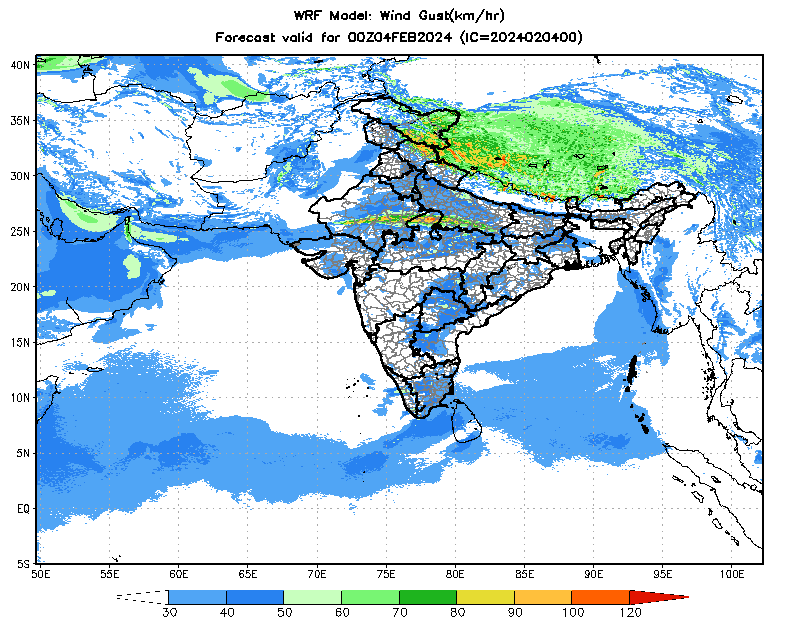 WRF Model: Wind Gust(km/hr)
Forecast valid for 00Z04FEB2024 (IC=2024020400)
40N
35N
30N
25N
20N
15N
10N
5N
EQ
5S
50E 55E 60E 65E 70E 75E 80E 85E 90E 95E 100E
30 40 50 60 70 80 90 100 120